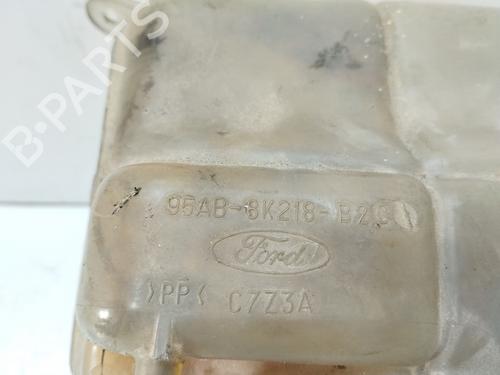 B-PARTS
95AB-8K218-B2C
Ford
>PP< C7Z3A